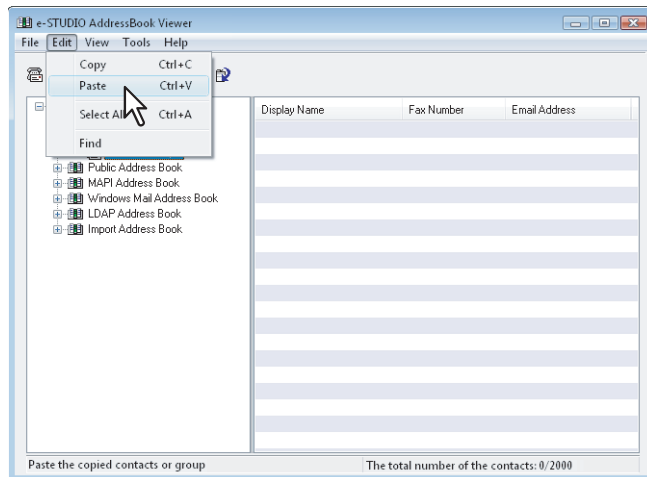 e-STUDIO AddressBook Viewer
File Edit View Tools Help
Copy Ctrl+C
Paste Ctrl+V
Select All Ctrl+A
Find
Display Name Fax Number Email Address
Public Address Book
MAPI Address Book
Windows Mail Address Book
LDAP Address Book
Import Address Book
Paste the copied contacts or group The total number of the contacts: 0/2000